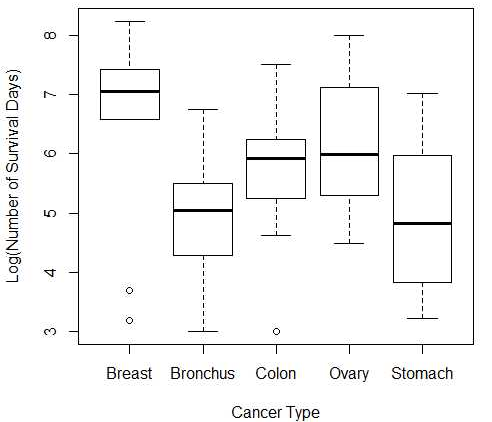 Log(Number of Survival Days)
8
7
6
5
4
3
Breast Bronchus Colon Ovary Stomach
Cancer Type